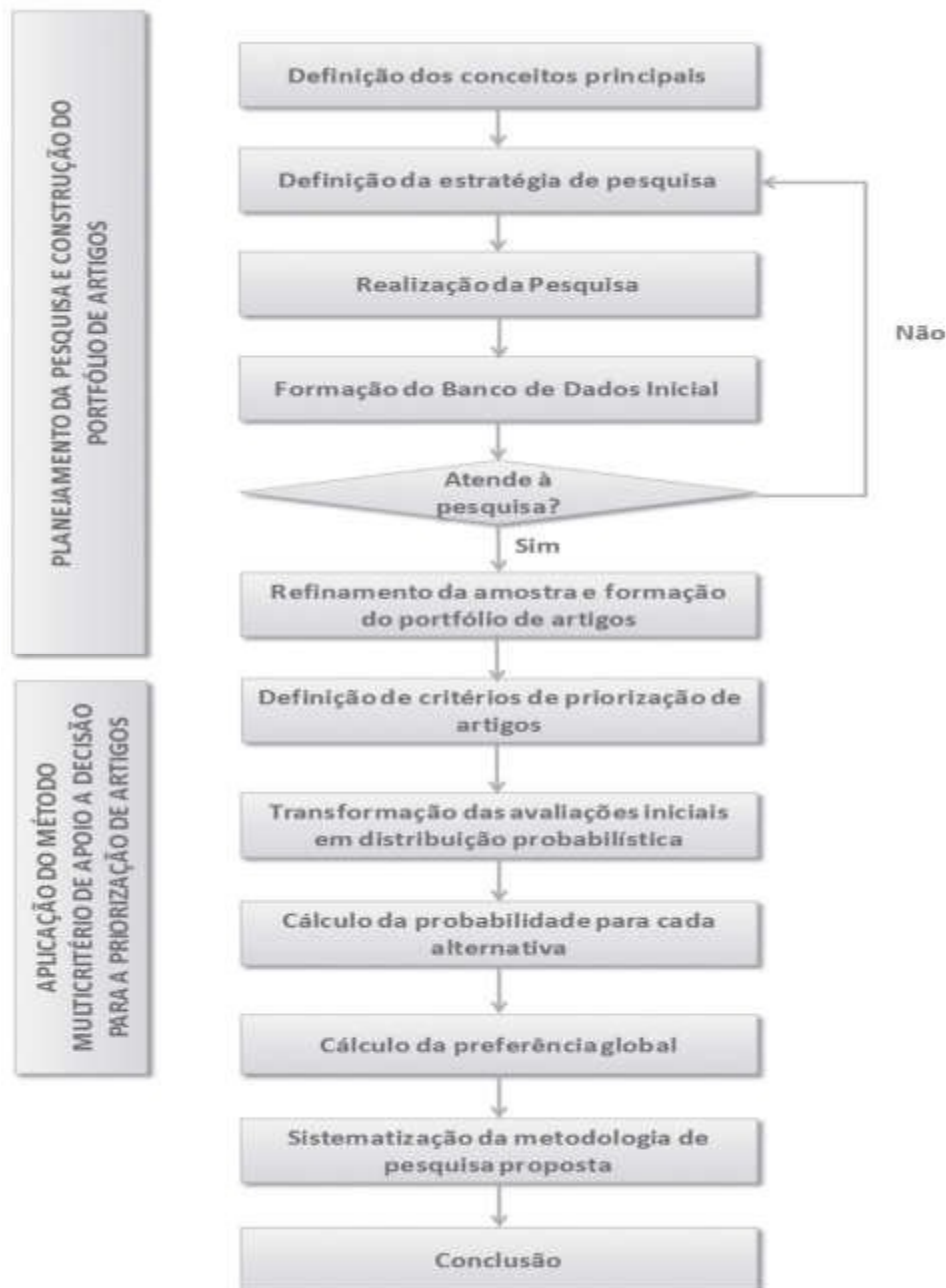 PLANEJAMENTO DA PESQUISA E CONSTRUÇÃO DO
PORTFÓLIO DE ARTIGOS
Definição dos conceitos principais
Definição da estratégia de pesquisa
Realização da Pesquisa
Não
Formação do Banco de Dados Inicial
Atende à
pesquisa?
Sim
Refinamento da amostra e formação
do portfólio de artigos
APLICAÇÃO DO MÉTODO
MULTICRITÉRIO DE APOIO A DECISÃO
PARA A PRIORIZAÇÃO DE ARTIGOS
Definição de critérios de priorização de
artigos
Transformação das avaliações iniciais
em distribuição probabilística
Cálculo da probabilidade para cada
alternativa
Cálculo da preferência global
Sistematização da metodologia de
pesquisa proposta
Conclusão